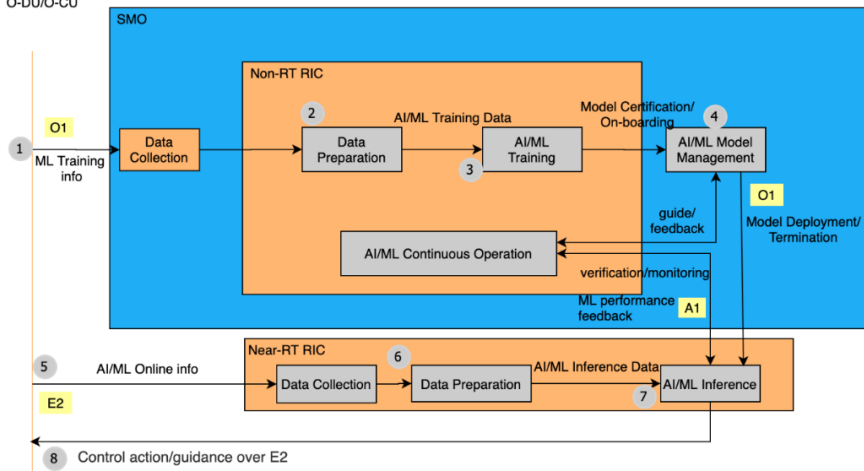 O-DU/O-CU
SMO
Non-RT RIC
O1
1
ML Training
info
Data
Collection
2
Data
Preparation
AI/ML Training Data
3
AI/ML
Training
Model Certification/
On-boarding
4
AI/ML Model
Management
O1
Model Deployment/
Termination
guide/
feedback
AI/ML Continuous Operation
verification/monitoring
ML performance
feedback
A1
Near-RT RIC
5
AI/ML Online info
E2
Data Collection
6
Data Preparation
AI/ML Inference Data
7
AI/ML Inference
8
Control action/guidance over E2